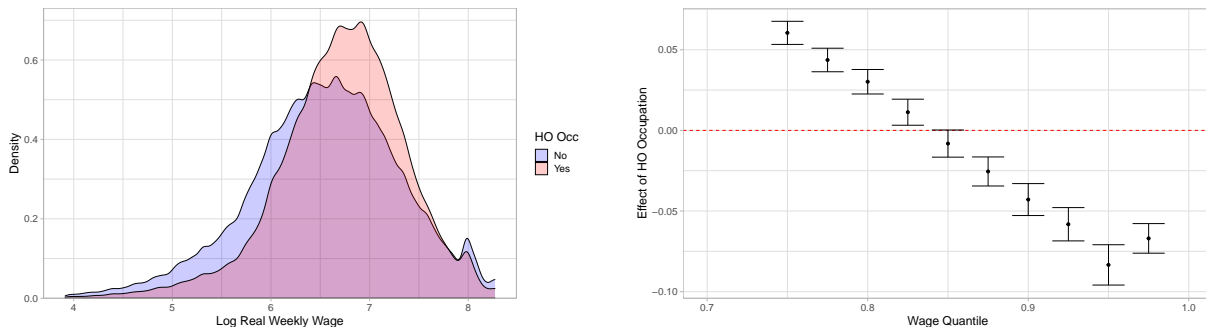 Density
0.6
0.4
0.2
0.0
4
5
6
7
8
Log Real Weekly Wage
HO Occ
No
Yes
Effect of HO Occupation
0.05
0.00
−0.05
−0.10
0.7
0.8
0.9
1.0
Wage Quantile